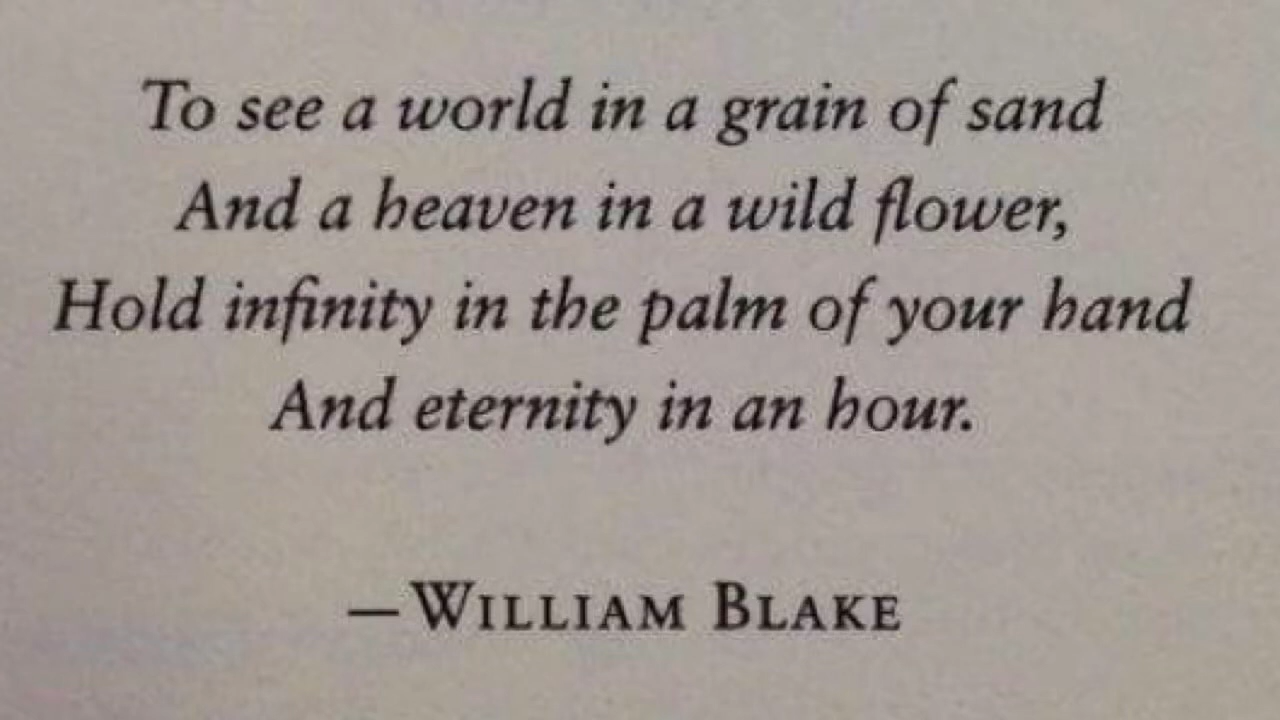 To see a world in a grain of sand
And a heaven in a wild flower,
Hold infinity in the palm of your hand
And eternity in an hour.
—WILLIAM BLAKE